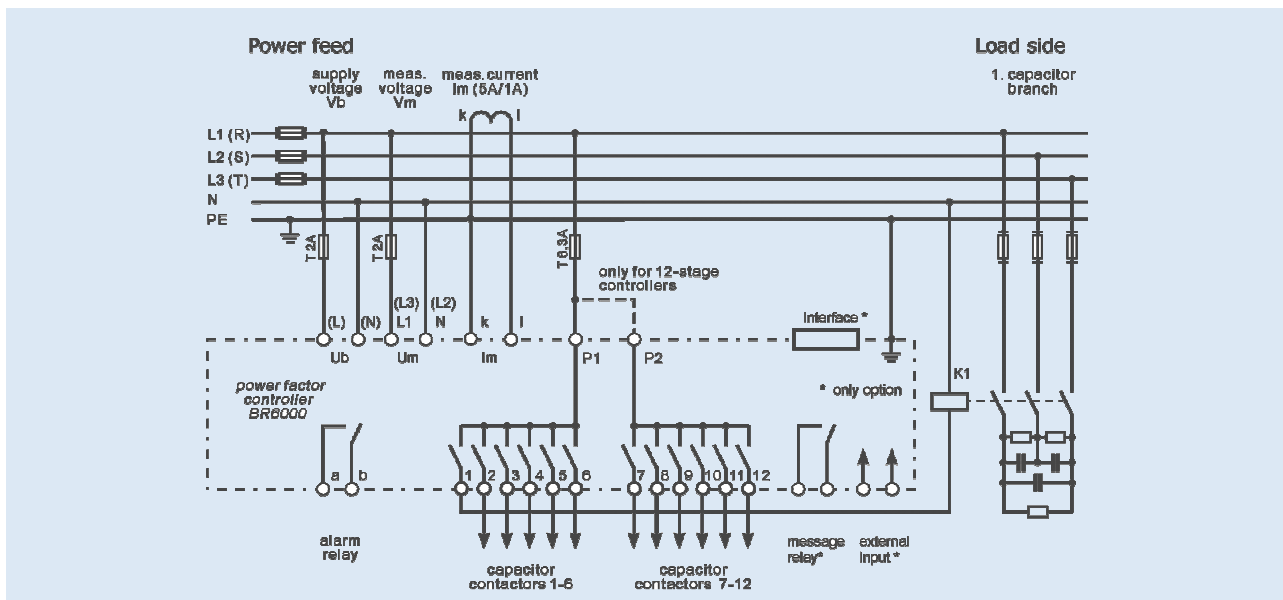 Power feed
Load side
supply
voltage
Vb
meas.
voltage
Vm
meas. current
Im (5A/1A)
1. capacitor
branch
k
l
L1 (R)
L2 (S)
L3 (T)
N
PE
T 2A
T 2A
T 6,3A
only for 12-stage
controllers
(L)
(N)
(L3)
L1
(L2)
N
k
l
Interface *
Ub
Um
Im
P1
P2
K1
power factor
controller
BR6000
* only option
a
b
1
2
3
4
5
6
7
8
9
10
11
12
alarm
relay
capacitor
contactors 1-6
capacitor
contactors 7-12
message
relay*
external
input *